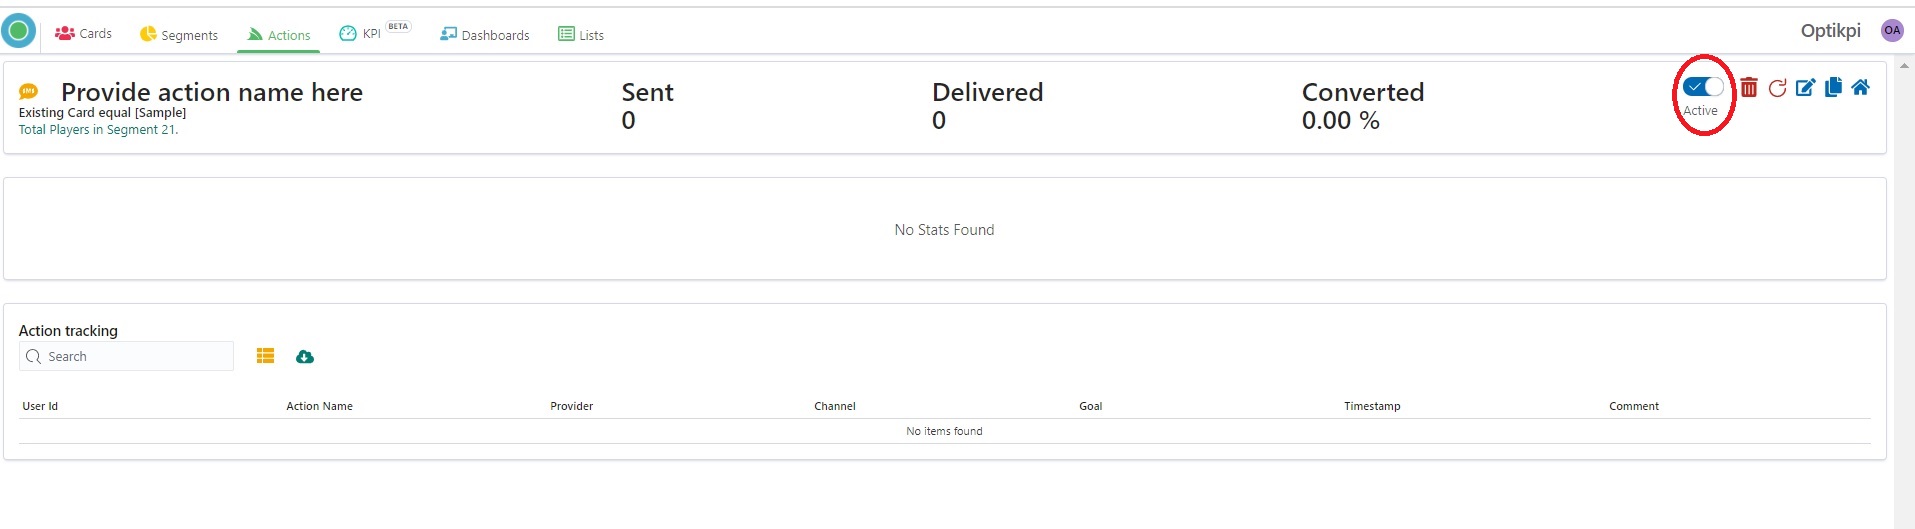 Cards Segments Actions KPI BETA Dashboards Lists Optikpi OA
Provide action name here
Existing Card equal [Sample]
Total Players in Segment 21.
Sent
0
Delivered
0
Converted
0.00 %
Active
No Stats Found
Action tracking
Search
User Id Action Name Provider Channel Goal Timestamp Comment
No items found